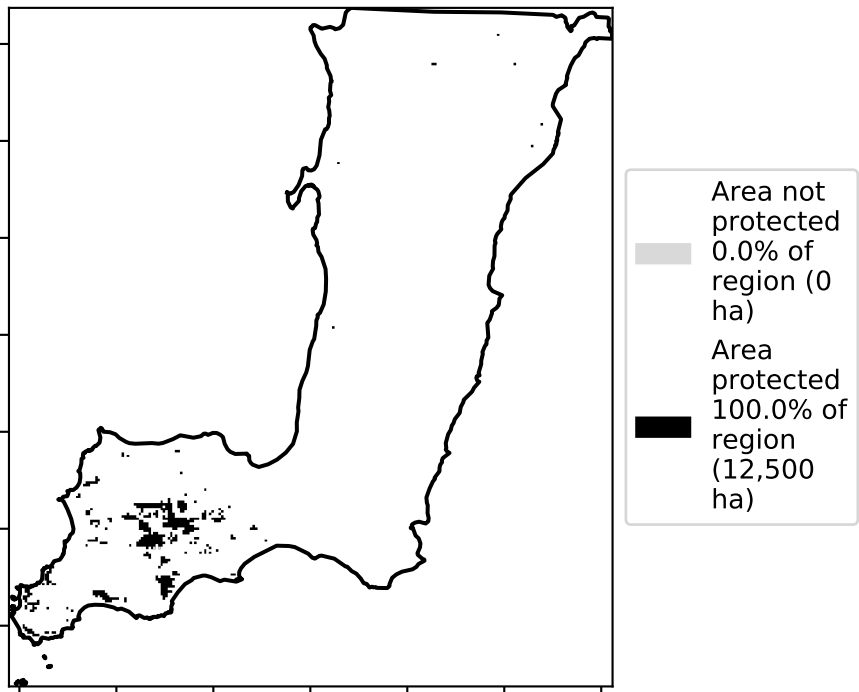 Area not
protected
0.0% of
region (0
ha)
Area
protected
100.0% of
region
(12,500
ha)